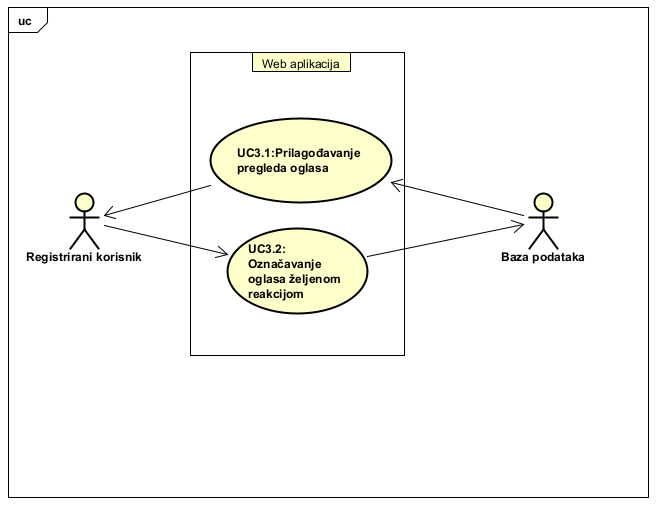 uc
Web aplikacija
UC3.1:Prilagođavanje
pregleda oglasa
Registrirani korisnik
UC3.2:
Označavanje
oglasa željenom
reakcijom
Baza podataka